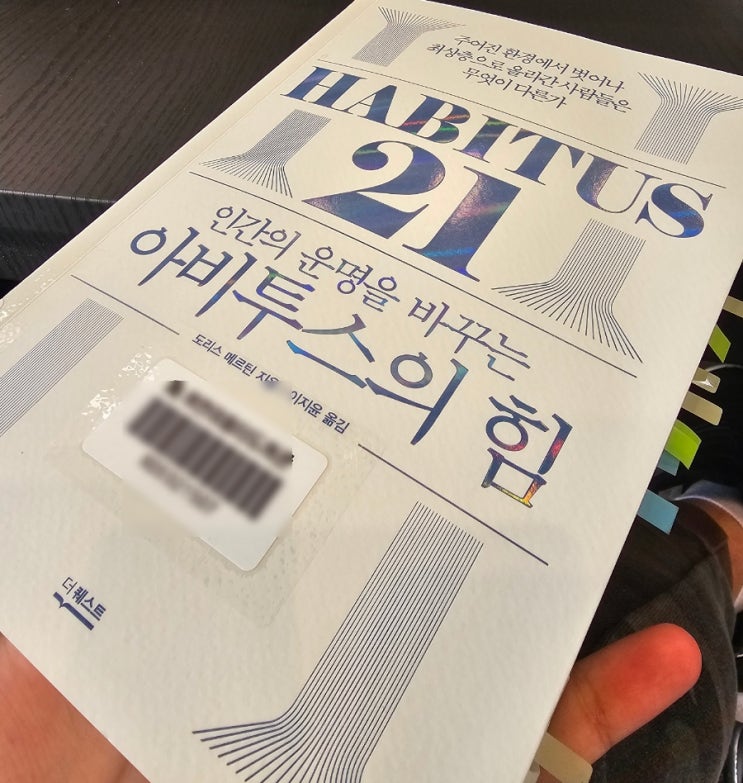 주어진 환경에서 벗어나
최상층으로 올라간 사람들은
무엇이 다른가
HABITUS
21
인간의 운명을 바꾸는
아비투스의 힘
도리스 메르틴 이지윤 옮김
더퀘스트